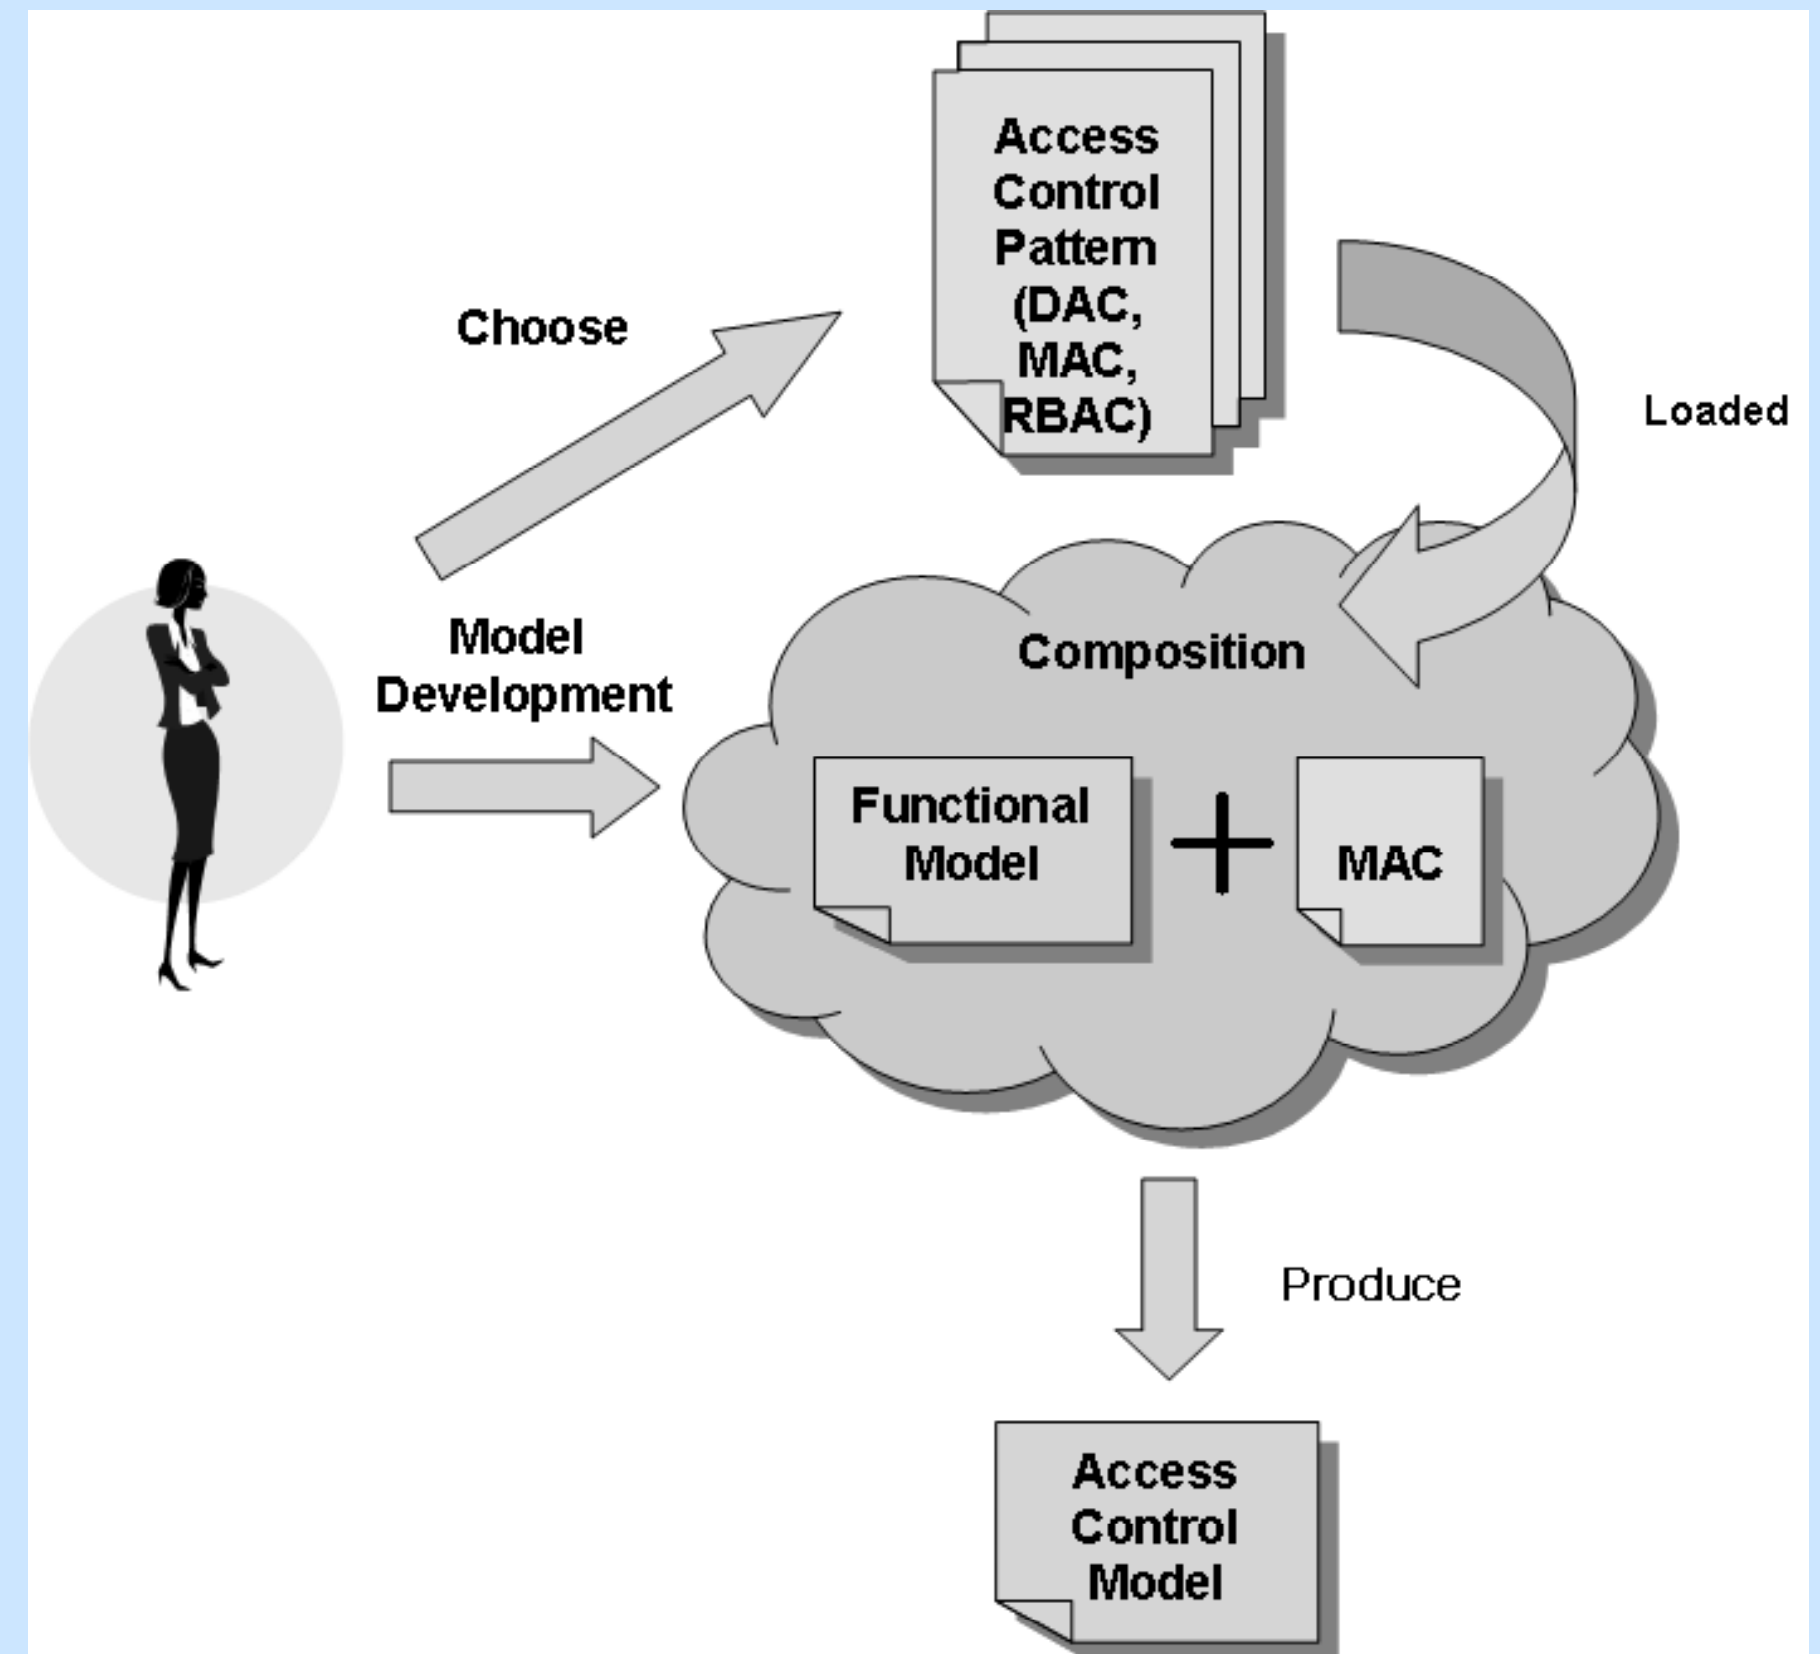 Access
Control
Pattern
(DAC,
MAC,
RBAC)
Choose
Loaded
Model
Development
Composition
Functional
Model
MAC
Produce
Access
Control
Model